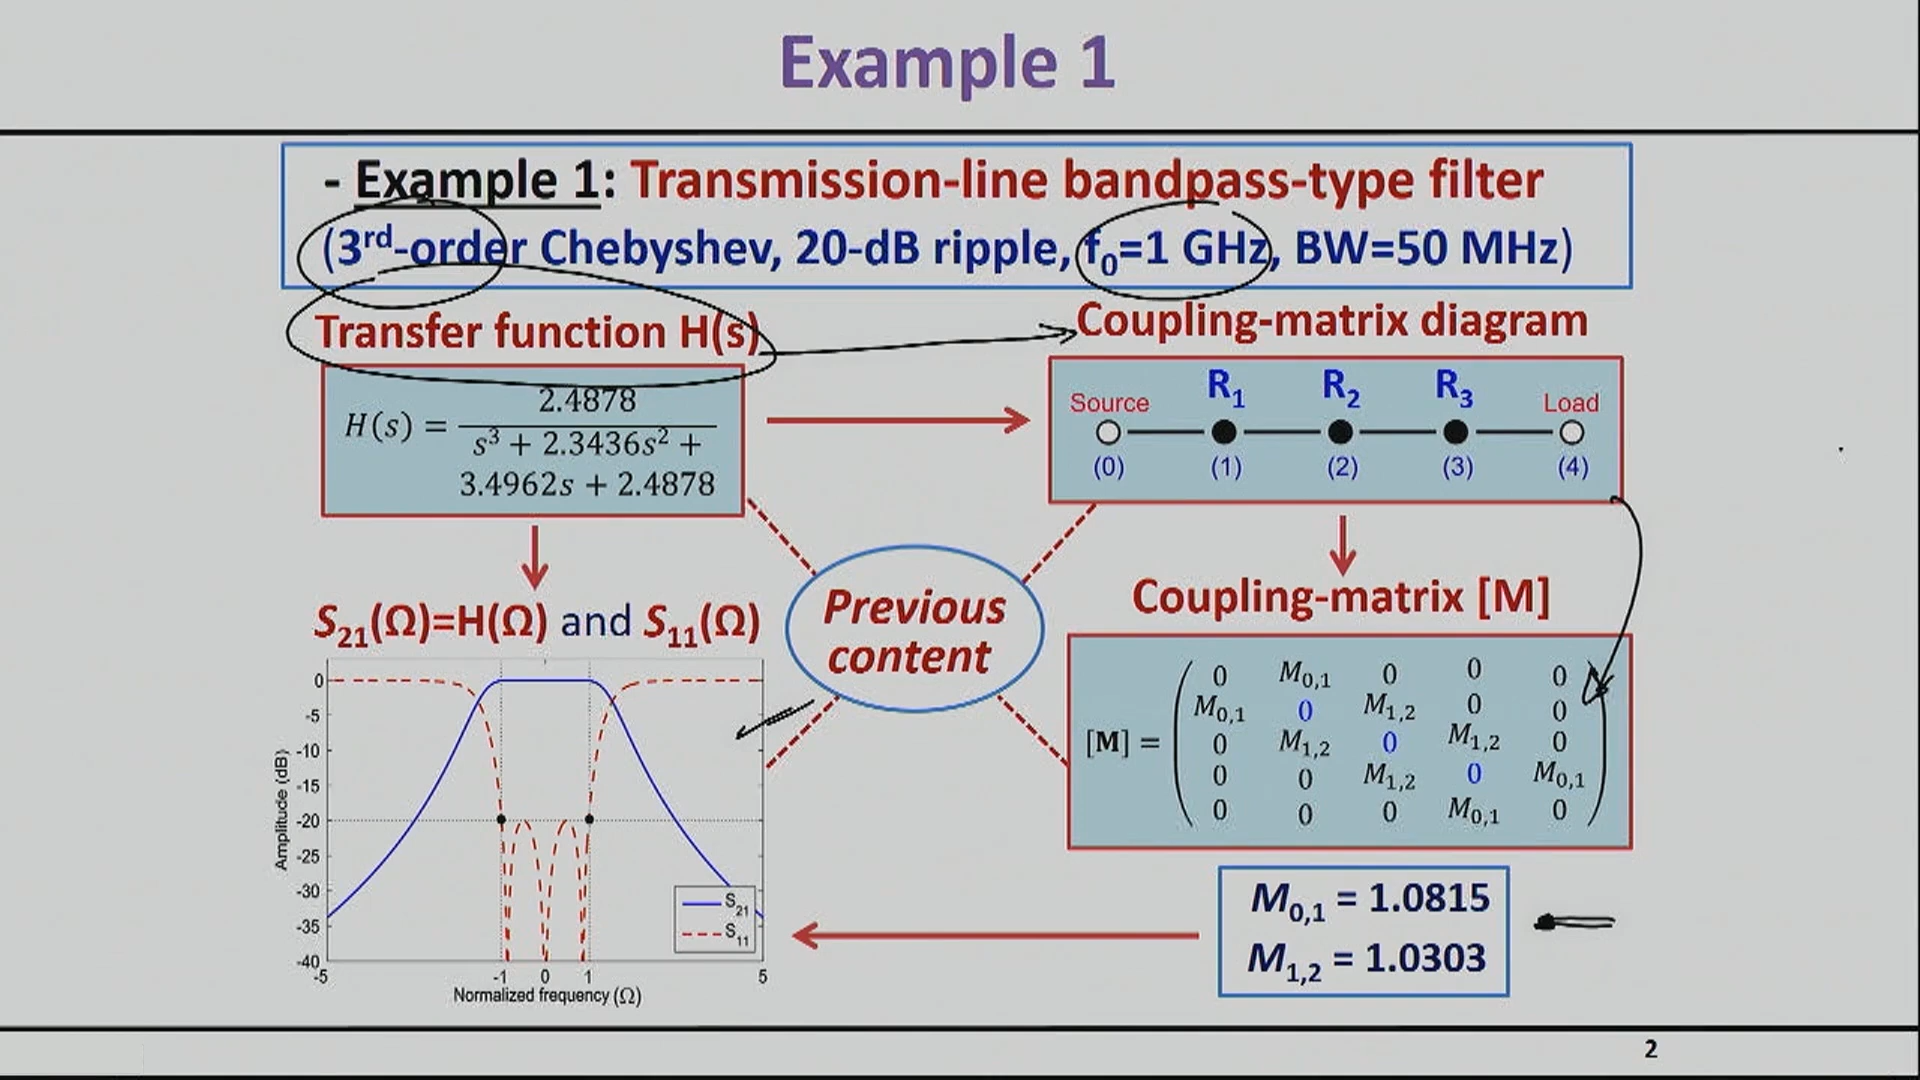 Example 1
- Example 1: Transmission-line bandpass-type filter
(3rd-order Chebyshev, 20-dB ripple, f0=1 GHz, BW=50 MHz)
Transfer function H(s)
H(s) = 2.4878 / s³ + 2.3436s² + 3.4962s + 2.4878
Coupling-matrix diagram
R1 R2 R3
Source Load
(0) (1) (2) (3) (4)
Previous
content
S21(Ω)=H(Ω) and S11(Ω)
0
-5
-10
-15
-20
-25
-30
-35
-40
Amplitude (dB)
S21
S11
-5 -1 0 1 5
Normalized frequency (Ω)
Coupling-matrix [M]
0 M0,1 0 0 0
M0,1 0 M1,2 0 0
[M] = 0 M1,2 0 M1,2 0
0 0 M1,2 0 M0,1
0 0 0 M0,1 0
M0,1 = 1.0815
M1,2 = 1.0303
2